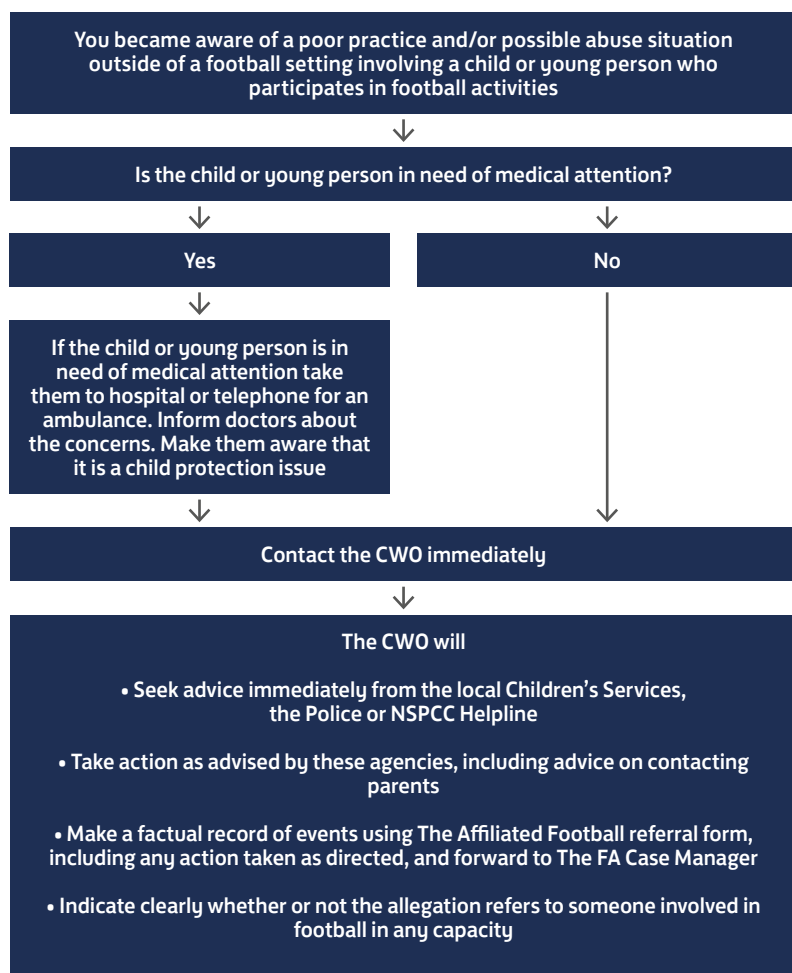 You became aware of a poor practice and/or possible abuse situation
outside of a football setting involving a child or young person who
participates in football activities
Is the child or young person in need of medical attention?
Yes
No
If the child or young person is in
need of medical attention take
them to hospital or telephone for an
ambulance. Inform doctors about
the concerns. Make them aware that
it is a child protection issue
Contact the CWO immediately
The CWO will
• Seek advice immediately from the local Children’s Services,
the Police or NSPCC Helpline
• Take action as advised by these agencies, including advice on contacting
parents
• Make a factual record of events using The Affiliated Football referral form,
including any action taken as directed, and forward to The FA Case Manager
• Indicate clearly whether or not the allegation refers to someone involved in
football in any capacity